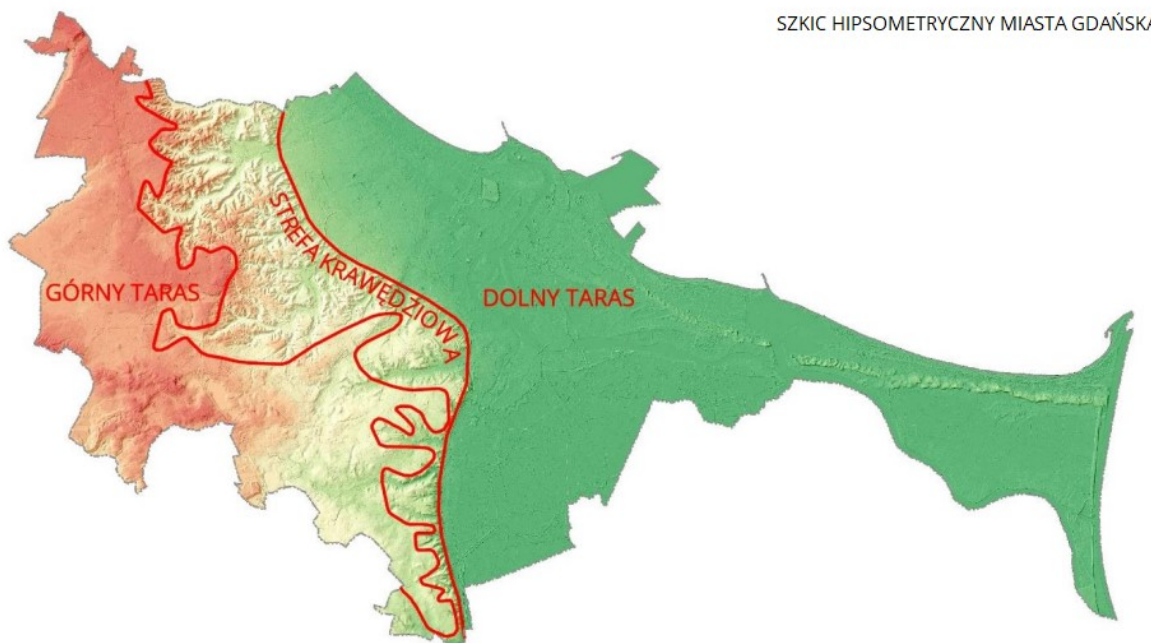 SZKIC HIPSOMETRYCZNY MIASTA GDAŃSKA
STREFA KRAWĘDZIOWA
GÓRNY TARAS
DOLNY TARAS